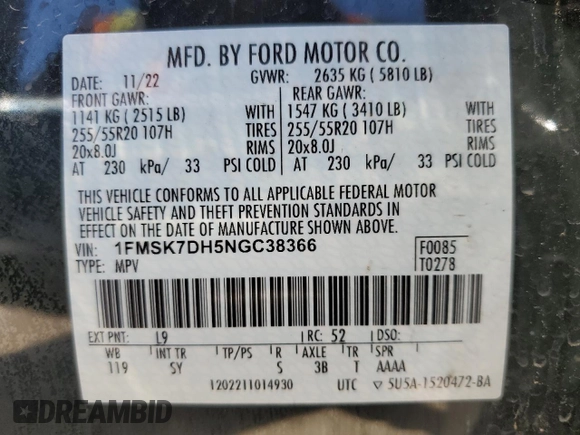 MFD. BY FORD MOTOR CO.
DATE: 11/22 GVWR: 2635 KG ( 5810 LB)
FRONT GAWR: REAR GAWR:
1141 KG ( 2515 LB) WITH 1547 KG ( 3410 LB) WITH
255/55R20 107H TIRES 255/55R20 107H TIRES
20x8.0J RIMS 20x8.0J RIMS
AT 230 kPa/ 33 PSI COLD AT 230 kPa/ 33 PSI COLD
THIS VEHICLE CONFORMS TO ALL APPLICABLE FEDERAL MOTOR
VEHICLE SAFETY AND THEFT PREVENTION STANDARDS IN
EFFECT ON THE DATE OF MANUFACTURE SHOWN ABOVE.
VIN: 1FMSK7DH5NGC38366 F0085
TYPE: MPV T0278
EXT PNT: L9 RC: 52 DSO:
WB INT TR TP/PS R AXLE TR SPR
119 SY S 3B T AAAA
1202211014930 UTC 5USA-1520472-BA
DREAMBID